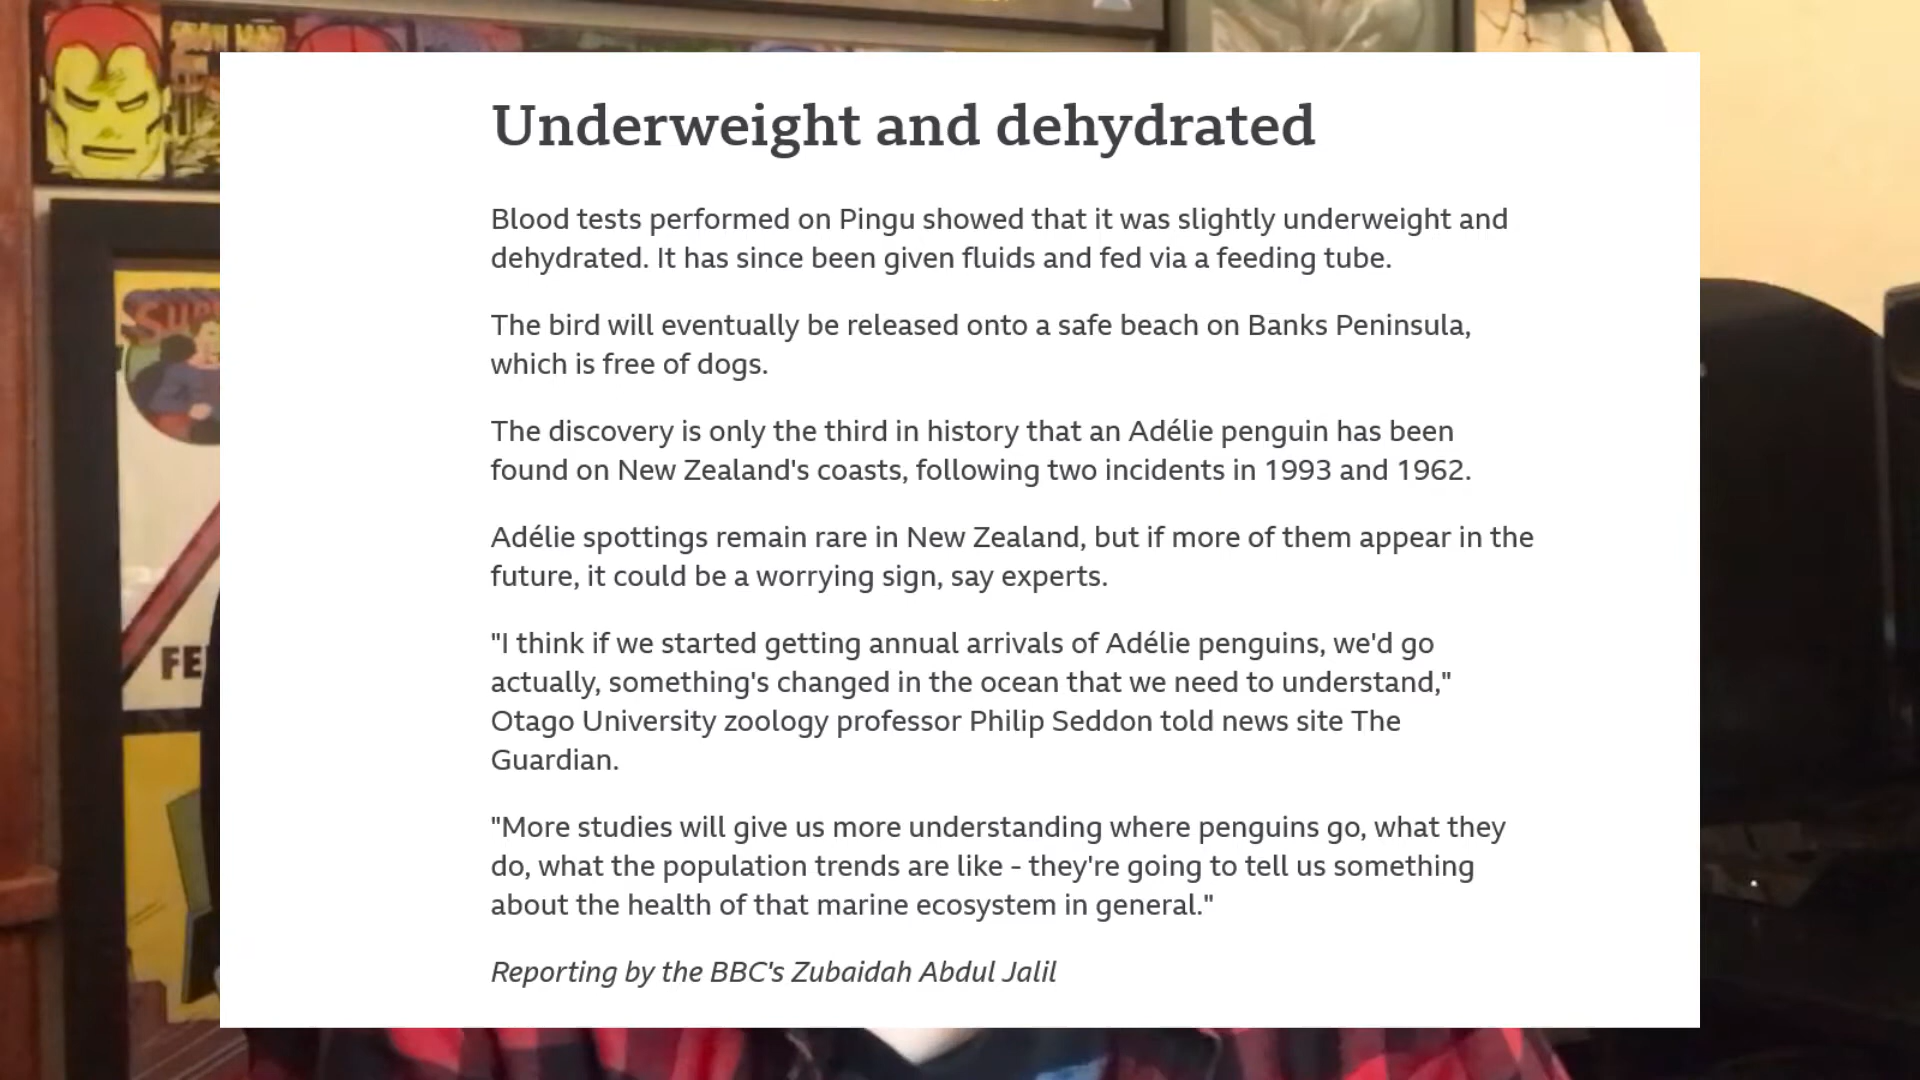 IRON MAN
SUP
FE
Underweight and dehydrated
Blood tests performed on Pingu showed that it was slightly underweight and
dehydrated. It has since been given fluids and fed via a feeding tube.
The bird will eventually be released onto a safe beach on Banks Peninsula,
which is free of dogs.
The discovery is only the third in history that an Adélie penguin has been
found on New Zealand's coasts, following two incidents in 1993 and 1962.
Adélie spottings remain rare in New Zealand, but if more of them appear in the
future, it could be a worrying sign, say experts.
"I think if we started getting annual arrivals of Adélie penguins, we'd go
actually, something's changed in the ocean that we need to understand,"
Otago University zoology professor Philip Seddon told news site The
Guardian.
"More studies will give us more understanding where penguins go, what they
do, what the population trends are like - they're going to tell us something
about the health of that marine ecosystem in general."
Reporting by the BBC's Zubaidah Abdul Jalil